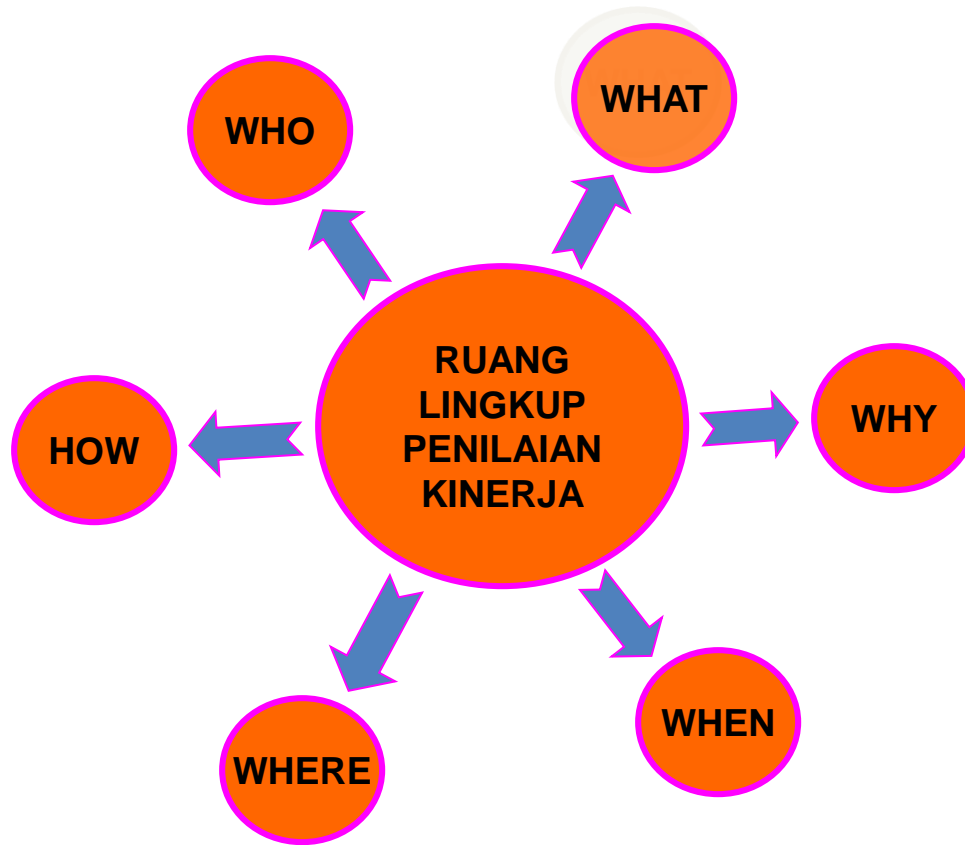 WHO
WHAT
RUANG
LINGKUP
PENILAIAN
KINERJA
WHY
HOW
WHEN
WHERE